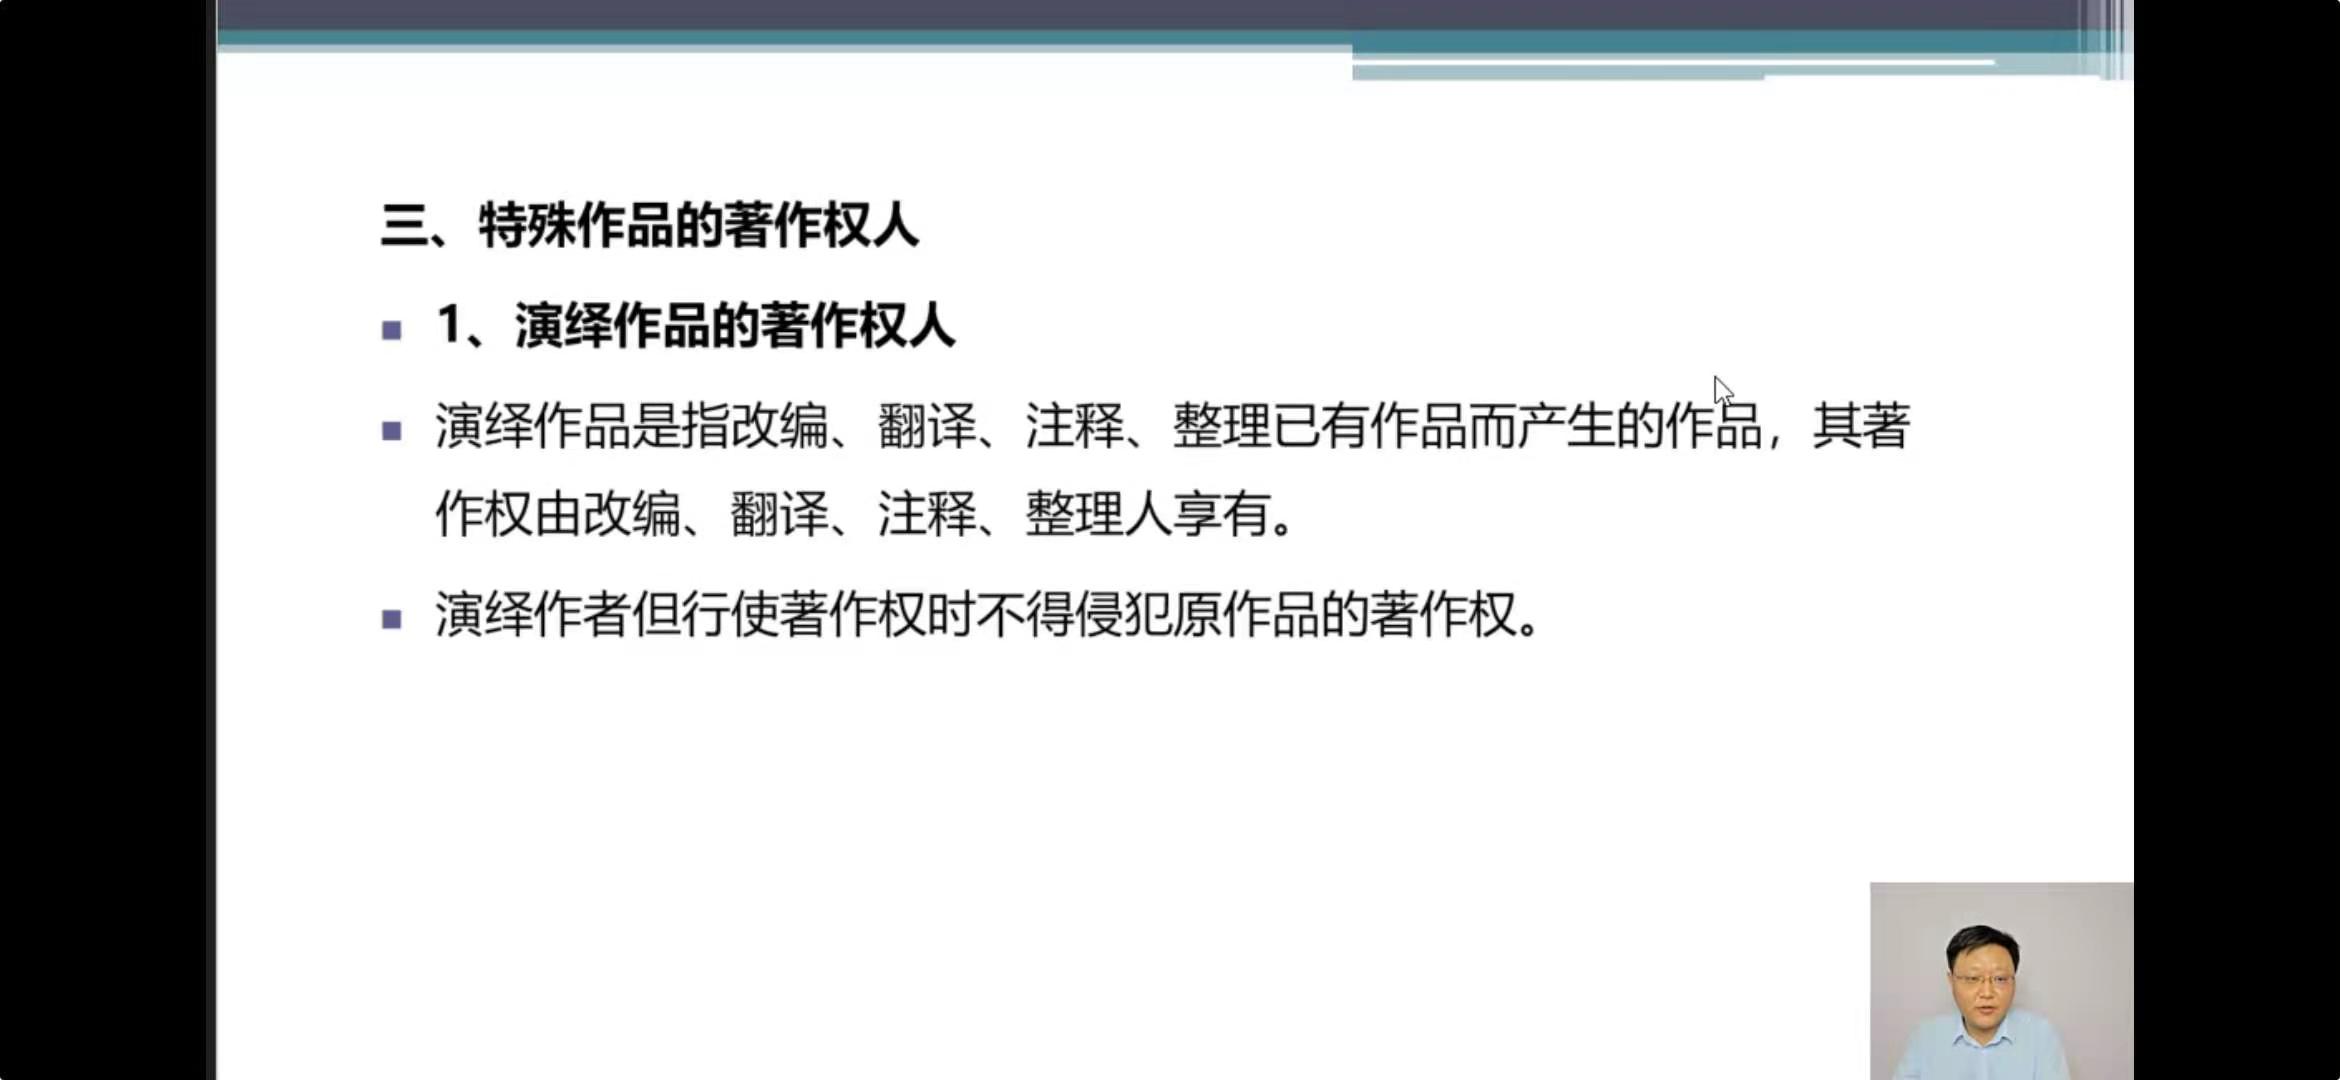 三、特殊作品的著作权人
1、演绎作品的著作权人
演绎作品是指改编、翻译、注释、整理已有作品而产生的作品，其著
作权由改编、翻译、注释、整理人享有。
演绎作者但行使著作权时不得侵犯原作品的著作权。